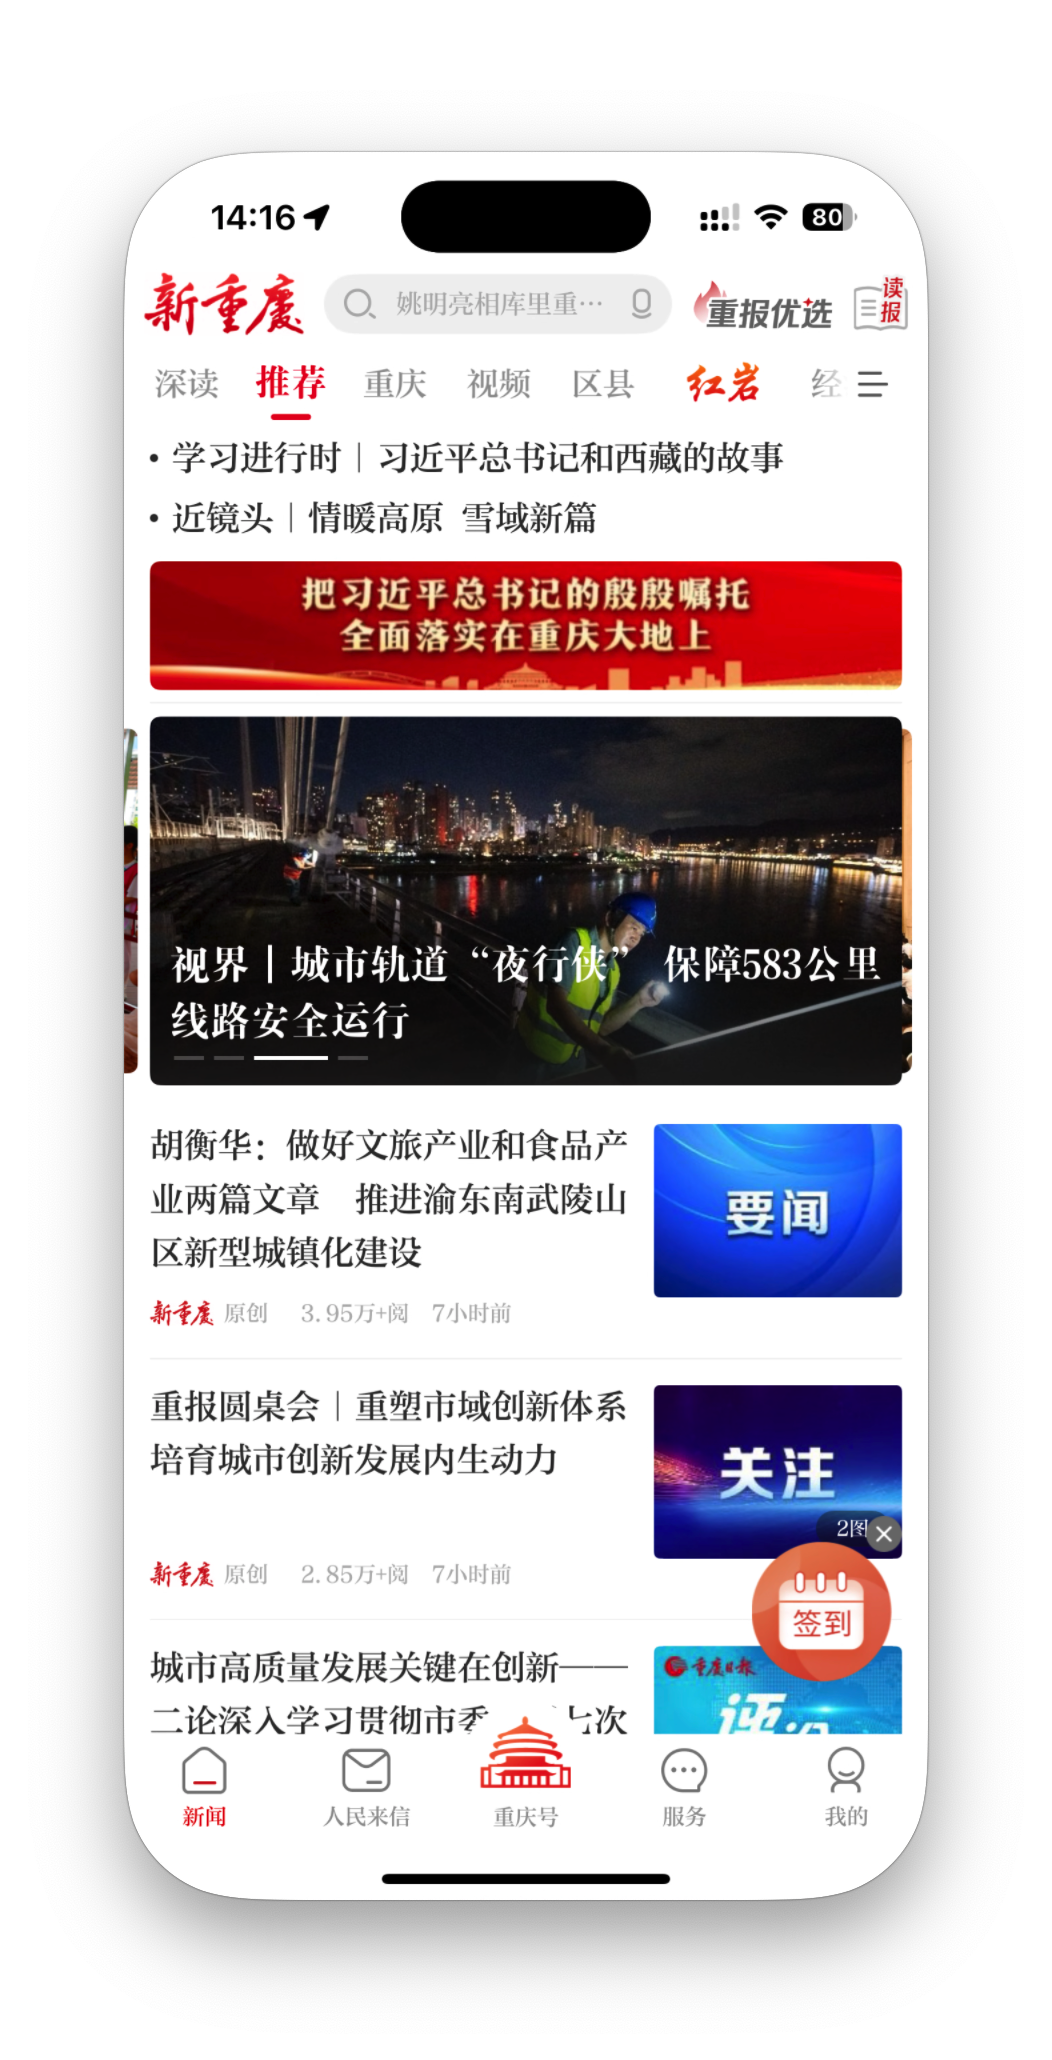 14:16
80
新重庆
姚明亮相库里重…
重报优选
读报
深读 推荐 重庆 视频 区县 红岩 经
• 学习进行时｜习近平总书记和西藏的故事
• 近镜头｜情暖高原 雪域新篇
把习近平总书记的殷殷嘱托
全面落实在重庆大地上
视界｜城市轨道“夜行侠” 保障583公里
线路安全运行
胡衡华：做好文旅产业和食品产
业两篇文章 推进渝东南武陵山
区新型城镇化建设
要闻
新重庆 原创 3.95万+阅 7小时前
重报圆桌会｜重塑市域创新体系
培育城市创新发展内生动力
关注
2图
新重庆 原创 2.85万+阅 7小时前
签到
城市高质量发展关键在创新——
二论深入学习贯彻市委 七次
重庆日报
评论
新闻 人民来信 重庆号 服务 我的